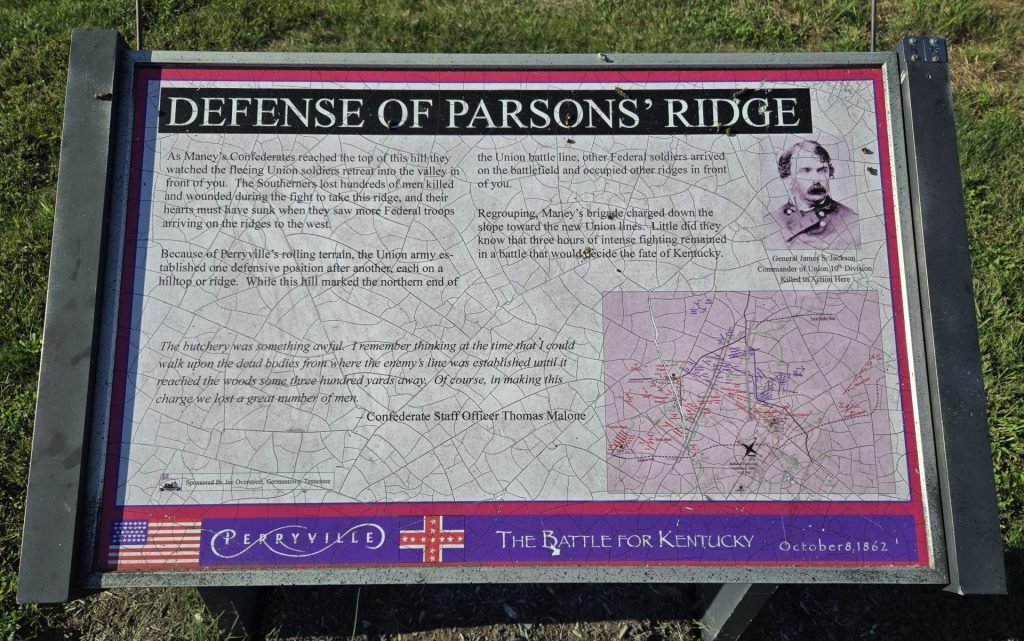 DEFENSE OF PARSONS' RIDGE
As Maney's Confederates reached the top of this hill they
watched the fleeing Union soldiers retreat into the valley in
front of you. The Southerners lost hundreds of men killed
and wounded during the fight to take this ridge, and their
hearts must have sunk when they saw more Federal troops
arriving on the ridges to the west.
Because of Perryville's rolling terrain, the Union army es-
tablished one defensive position after another, each on a
hilltop or ridge. While this hill marked the northern end of
the Union battle line, other Federal soldiers arrived
on the battlefield and occupied other ridges in front
of you.
Regrouping, Maney's brigade charged down the
slope toward the new Union lines. Little did they
know that three hours of intense fighting remained
in a battle that would decide the fate of Kentucky.
General James S. Jackson
Commander of Union 10th Division
Killed in Action Here
The butchery was something awful. I remember thinking at the time that I could
walk upon the dead bodies from where the enemy's line was established until it
reached the woods some three hundred yards away. Of course, in making this
charge we lost a great number of men.
– Confederate Staff Officer Thomas Malone
Sponsored By Joe Overstreet, Germantown, Tennessee
PERRYVILLE
THE BATTLE FOR KENTUCKY
October 8, 1862